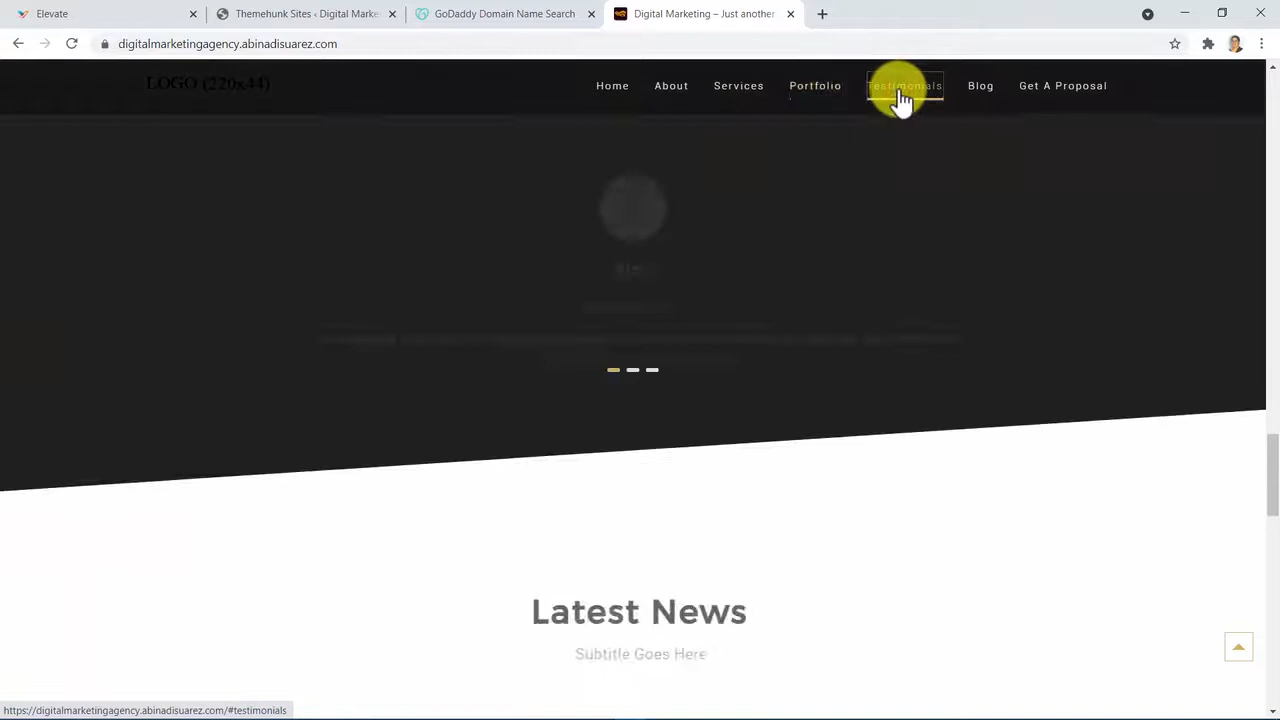 Elevate
Themehunk Sites ‹ Digital Marke
GoDaddy Domain Name Search
Digital Marketing – Just another
digitalmarketingagency.abinadisuarez.com
LOGO (220x44)
Home
About
Services
Portfolio
Testimonials
Blog
Get A Proposal
Latest News
Subtitle Goes Here
https://digitalmarketingagency.abinadisuarez.com/#testimonials